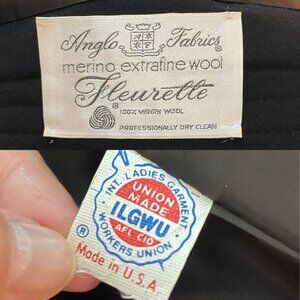 Anglo Fabrics
merino extrafine wool
Fleurette
100% VIRGIN WOOL
PROFESSIONALLY DRY CLEAN
INT. LADIES GARMENT
WORKERS UNION
UNION
MADE
ILGWU
AFL CIO
®
Made in U.S.A